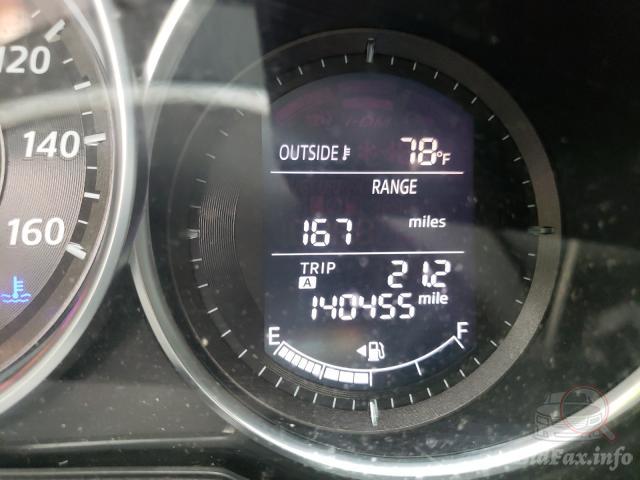 120
140
160
OUTSIDE 78°F
RANGE
167 miles
TRIP 21.2
A
140455 mile
E F